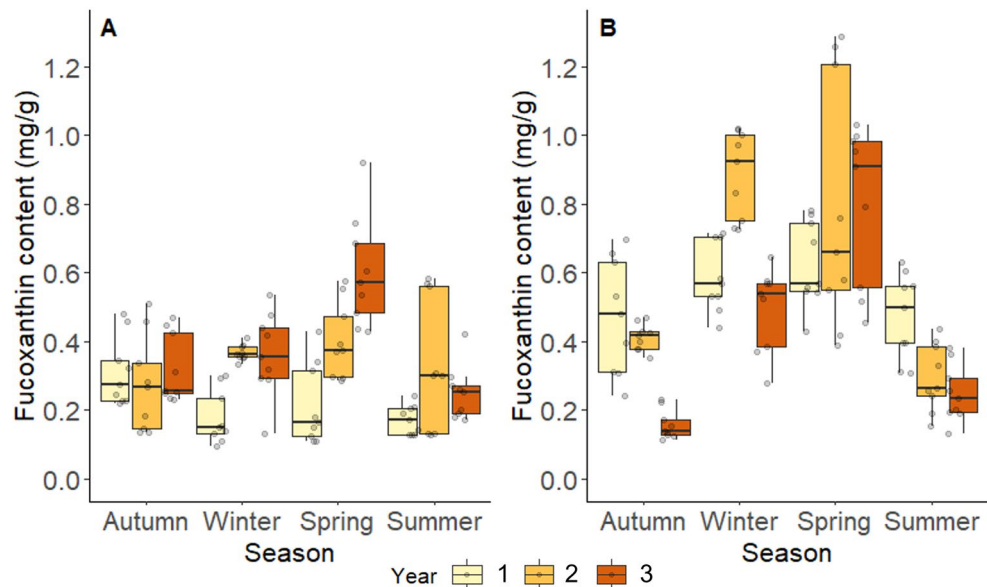 A
Fucoxanthin content (mg/g)
1.2
1.0
0.8
0.6
0.4
0.2
0.0
Autumn Winter Spring Summer
Season
B
Fucoxanthin content (mg/g)
1.2
1.0
0.8
0.6
0.4
0.2
0.0
Autumn Winter Spring Summer
Season
Year 1 2 3